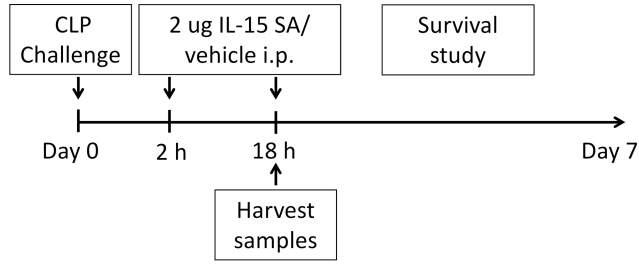 CLP
Challenge
2 ug IL-15 SA/
vehicle i.p.
Survival
study
Day 0
2 h
18 h
Day 7
Harvest
samples